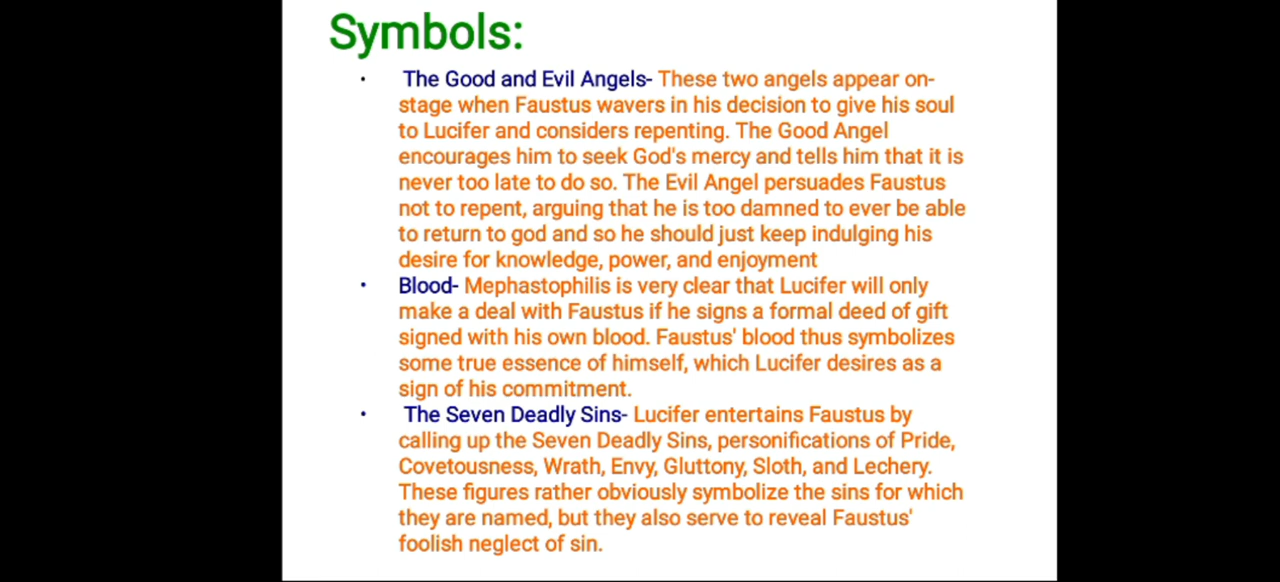 Symbols:
• The Good and Evil Angels- These two angels appear on-
stage when Faustus wavers in his decision to give his soul
to Lucifer and considers repenting. The Good Angel
encourages him to seek God's mercy and tells him that it is
never too late to do so. The Evil Angel persuades Faustus
not to repent, arguing that he is too damned to ever be able
to return to god and so he should just keep indulging his
desire for knowledge, power, and enjoyment
• Blood- Mephastophilis is very clear that Lucifer will only
make a deal with Faustus if he signs a formal deed of gift
signed with his own blood. Faustus' blood thus symbolizes
some true essence of himself, which Lucifer desires as a
sign of his commitment.
• The Seven Deadly Sins- Lucifer entertains Faustus by
calling up the Seven Deadly Sins, personifications of Pride,
Covetousness, Wrath, Envy, Gluttony, Sloth, and Lechery.
These figures rather obviously symbolize the sins for which
they are named, but they also serve to reveal Faustus'
foolish neglect of sin.